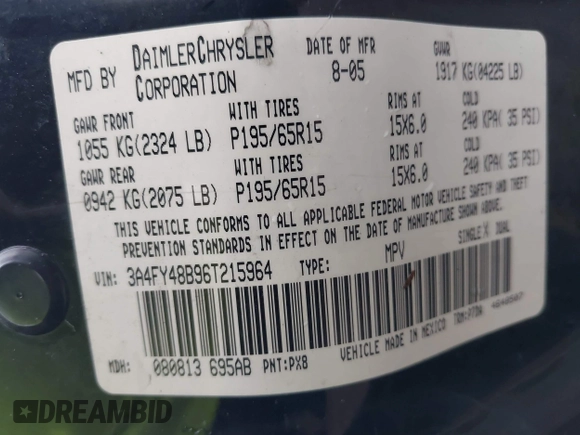 MFD BY DAIMLERCHRYSLER CORPORATION DATE OF MFR 8-05 GVWR 1917 KG(04225 LB)
GAWR FRONT WITH TIRES RIMS AT COLD
1055 KG(2324 LB) P195/65R15 15X6.0 240 KPA( 35 PSI)
GAWR REAR WITH TIRES RIMS AT COLD
0942 KG(2075 LB) P195/65R15 15X6.0 240 KPA( 35 PSI)
THIS VEHICLE CONFORMS TO ALL APPLICABLE FEDERAL MOTOR VEHICLE SAFETY AND THEFT
PREVENTION STANDARDS IN EFFECT ON THE DATE OF MANUFACTURE SHOWN ABOVE.
VIN: 3A4FY48B96T215964 TYPE: MPV SINGLE X DUAL
MDH: 080813 695AB PNT:PX8 VEHICLE MADE IN MEXICO TRM:P7DA
DREAMBID